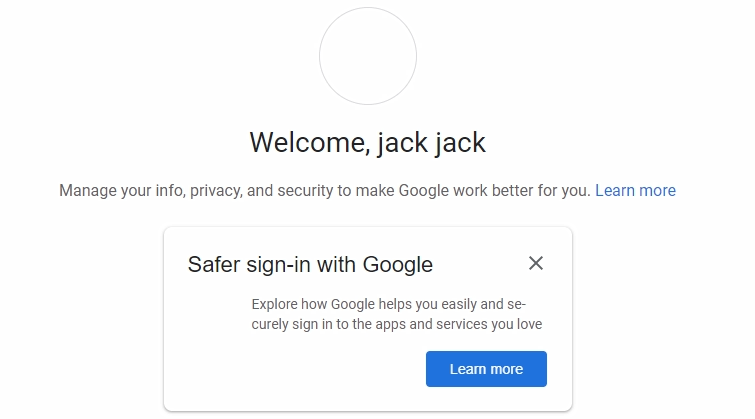 Welcome, jack jack
Manage your info, privacy, and security to make Google work better for you. Learn more
Safer sign-in with Google
Explore how Google helps you easily and se-
curely sign in to the apps and services you love
Learn more